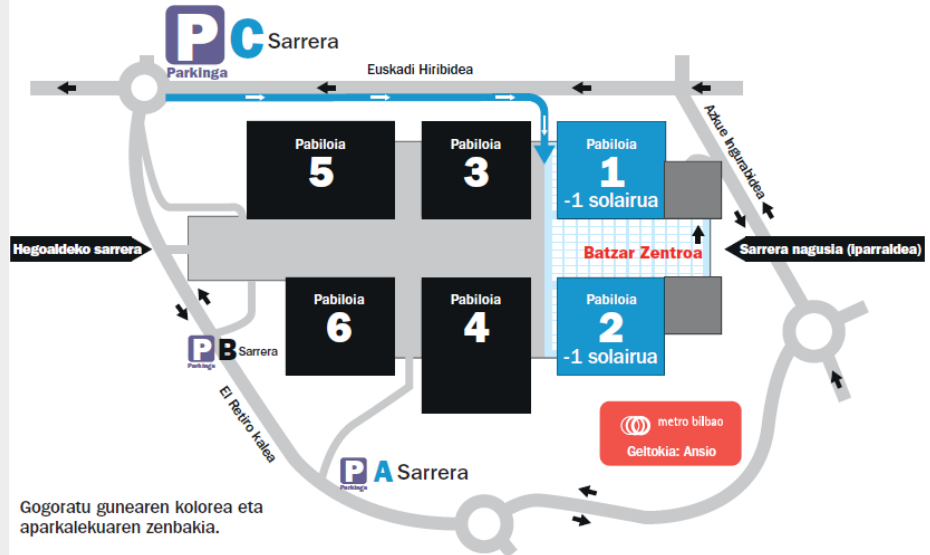 P C Sarrera
Parkinga
Euskadi Hiribidea
Azkue Ingurabidea
Pabiloia
5
Pabiloia
3
Pabiloia
1
-1 solairua
Hegoaldeko sarrera
Batzar Zentroa
Sarrera nagusia (iparraldea)
Pabiloia
6
Pabiloia
4
Pabiloia
2
-1 solairua
P B Sarrera
Parkinga
El Retiro kalea
metro bilbao
Geltokia: Ansio
P A Sarrera
Parkinga
Gogoratu gunearen kolorea eta
aparkalekuaren zenbakia.